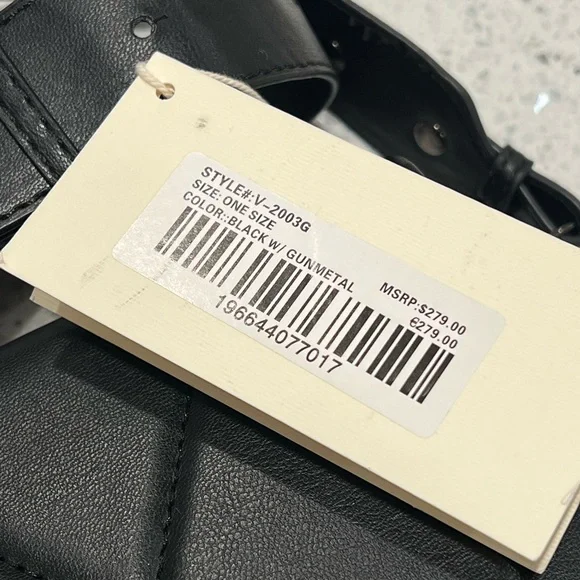 STYLE#:V-2003G
SIZE: ONE SIZE
COLOR::BLACK W/ GUNMETAL
MSRP:$279.00
€279.00
196644077017